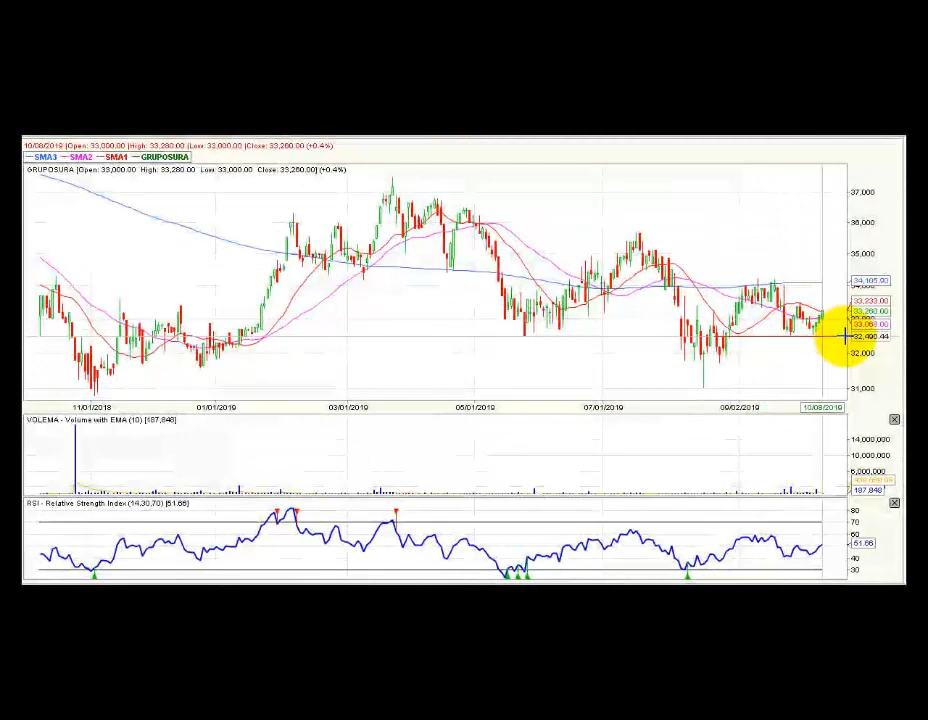 10/08/2019 |Open: 33,000.00 |High: 33,280.00 |Low: 33,000.00 |Close: 33,260.00 (+0.4%)
SMA3 SMA2 SMA1 GRUPOSURA
GRUPOSURA [Open: 33,000.00 High: 33,280.00 Low: 33,000.00 Close: 33,260.00] (+0.4%)
37,000
36,000
35,000
34,105.90
33,233.00
33,260.00
32,000
31,000
11/01/2018 01/01/2019 03/01/2019 05/01/2019 07/01/2019 09/02/2019 10/08/2019
VOLEMA - Volume with EMA (10) [187,848]
14,000,000
10,000,000
6,000,000
187,848
RSI - Relative Strength Index (14,30,70) [51.66]
80
70
51.66
40
30